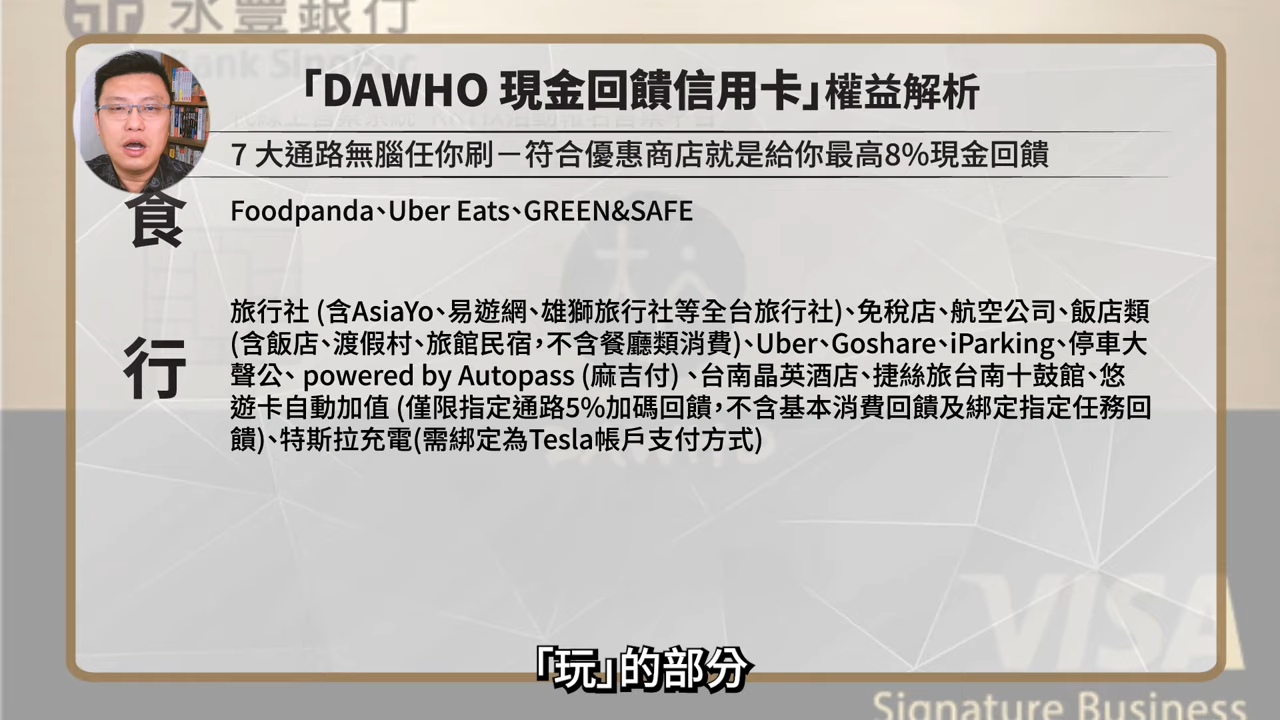 永豐銀行
Bank SinoPac
「DAWHO 現金回饋信用卡」權益解析
7 大通路無腦任你刷－符合優惠商店就是給你最高8%現金回饋
食
Foodpanda、Uber Eats、GREEN&SAFE
行
旅行社 (含AsiaYo、易遊網、雄獅旅行社等全台旅行社)、免稅店、航空公司、飯店類
(含飯店、渡假村、旅館民宿，不含餐廳類消費)、Uber、Goshare、iParking、停車大
聲公、 powered by Autopass (麻吉付) 、台南晶英酒店、捷絲旅台南十鼓館、悠
遊卡自動加值 (僅限指定通路5%加碼回饋，不含基本消費回饋及綁定指定任務回
饋)、特斯拉充電(需綁定為Tesla帳戶支付方式)
大人
VISA
「玩」的部分
Signature Business